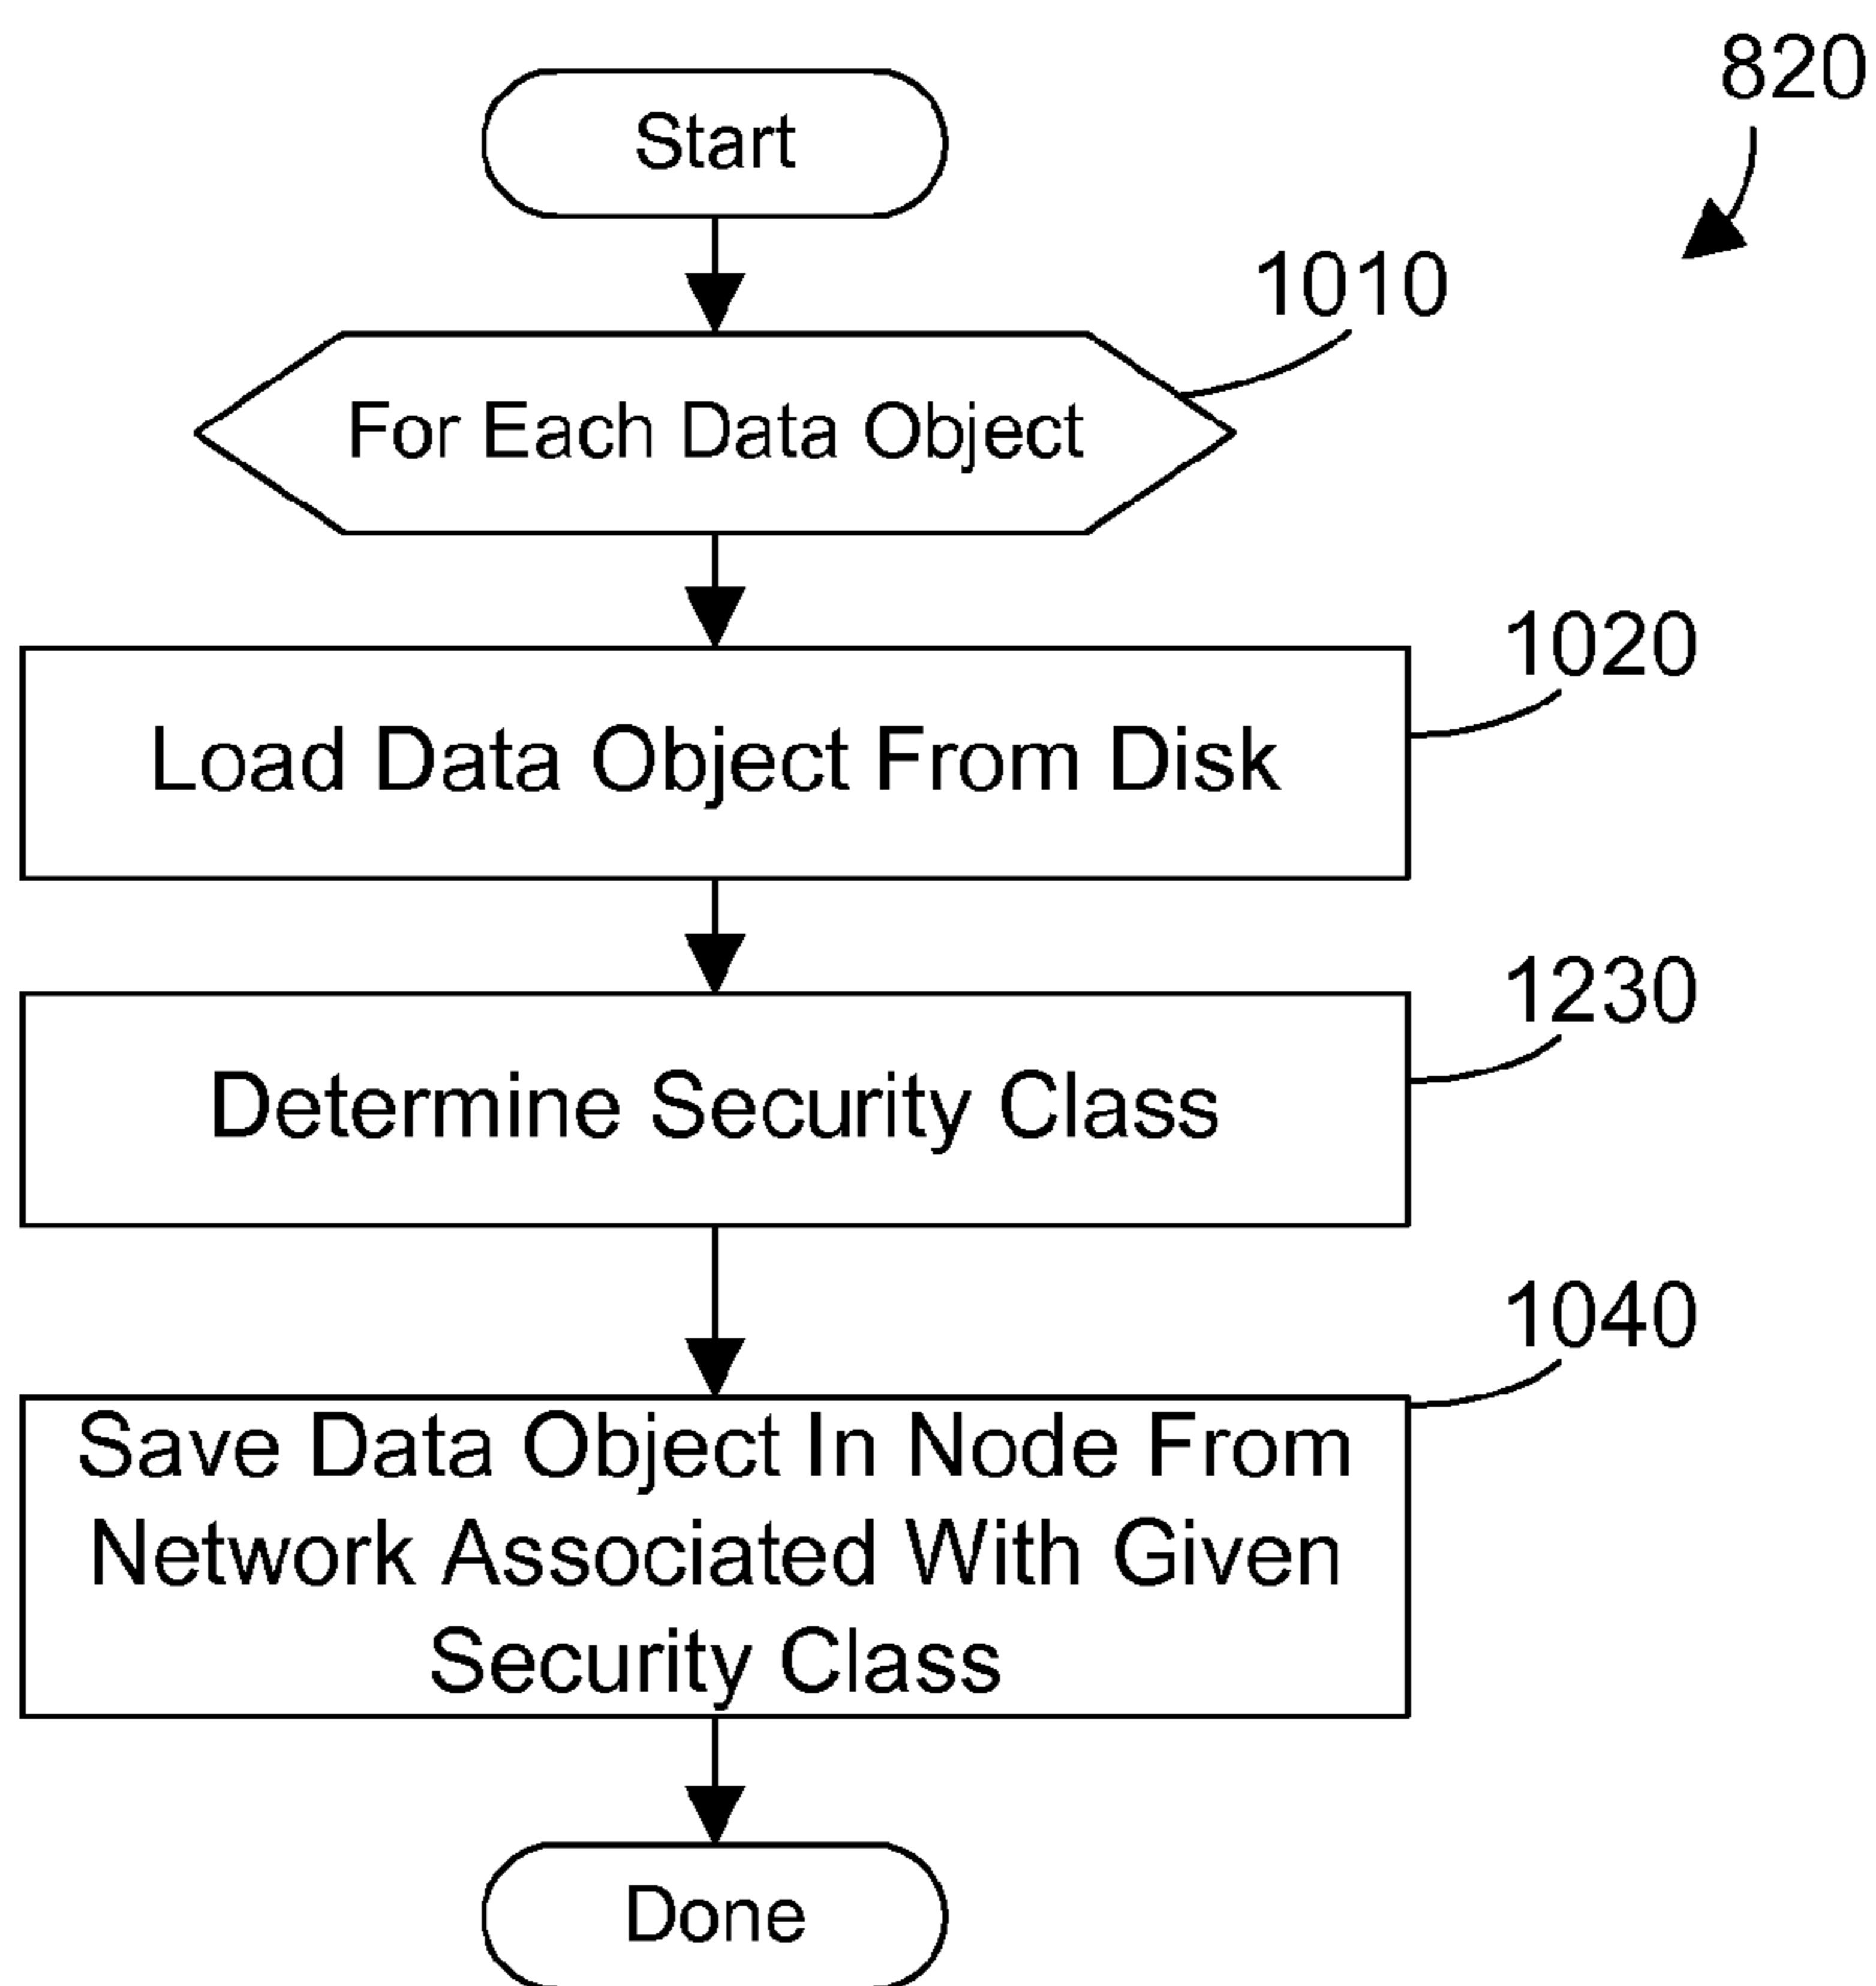 820
Start
1010
For Each Data Object
1020
Load Data Object From Disk
1230
Determine Security Class
1040
Save Data Object In Node From
Network Associated With Given
Security Class
Done